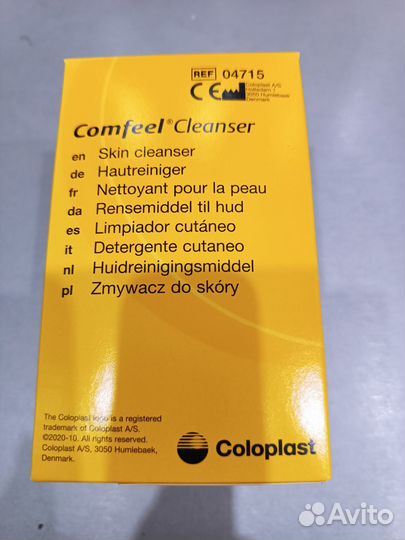 REF 04715
CE
Coloplast A/S
Holtedam 1
3050 Humlebaek
Denmark
Comfeel® Cleanser
en Skin cleanser
de Hautreiniger
fr Nettoyant pour la peau
da Rensemiddel til hud
es Limpiador cutáneo
it Detergente cutaneo
nl Huidreinigingsmiddel
pl Zmywacz do skóry
The Coloplast logo is a registered
trademark of Coloplast A/S.
©2020-10. All rights reserved.
Coloplast A/S, 3050 Humlebaek,
Denmark.
Coloplast
Avito